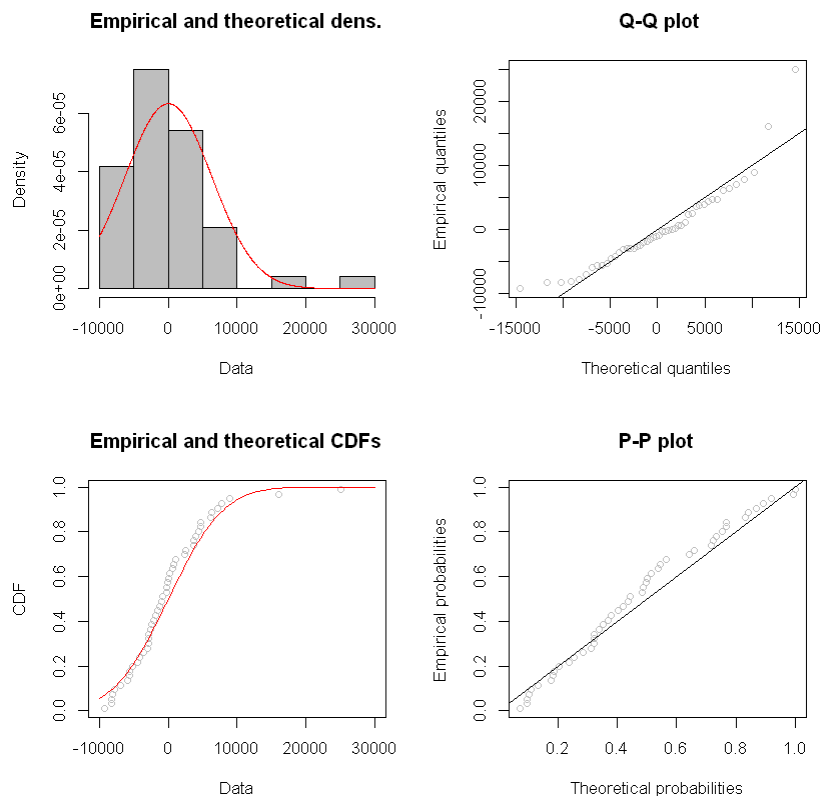 Empirical and theoretical dens.
Density
0e+00 2e-05 4e-05 6e-05
-10000 0 10000 20000 30000
Data
Q-Q plot
Empirical quantiles
-10000 0 10000 20000
-15000 -5000 0 5000 15000
Theoretical quantiles
Empirical and theoretical CDFs
CDF
0.0 0.2 0.4 0.6 0.8 1.0
-10000 0 10000 20000 30000
Data
P-P plot
Empirical probabilities
0.0 0.2 0.4 0.6 0.8 1.0
0.2 0.4 0.6 0.8 1.0
Theoretical probabilities